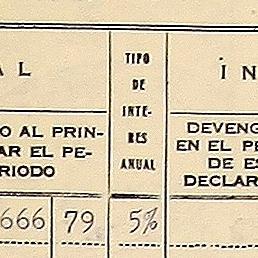 A L
TIPO
DE
INTE-
RES
ANUAL
I N
O AL PRIN-
AR EL PE-
RIODO
DEVENG
EN EL PE
DE ES
DECLAR
666 79 5%